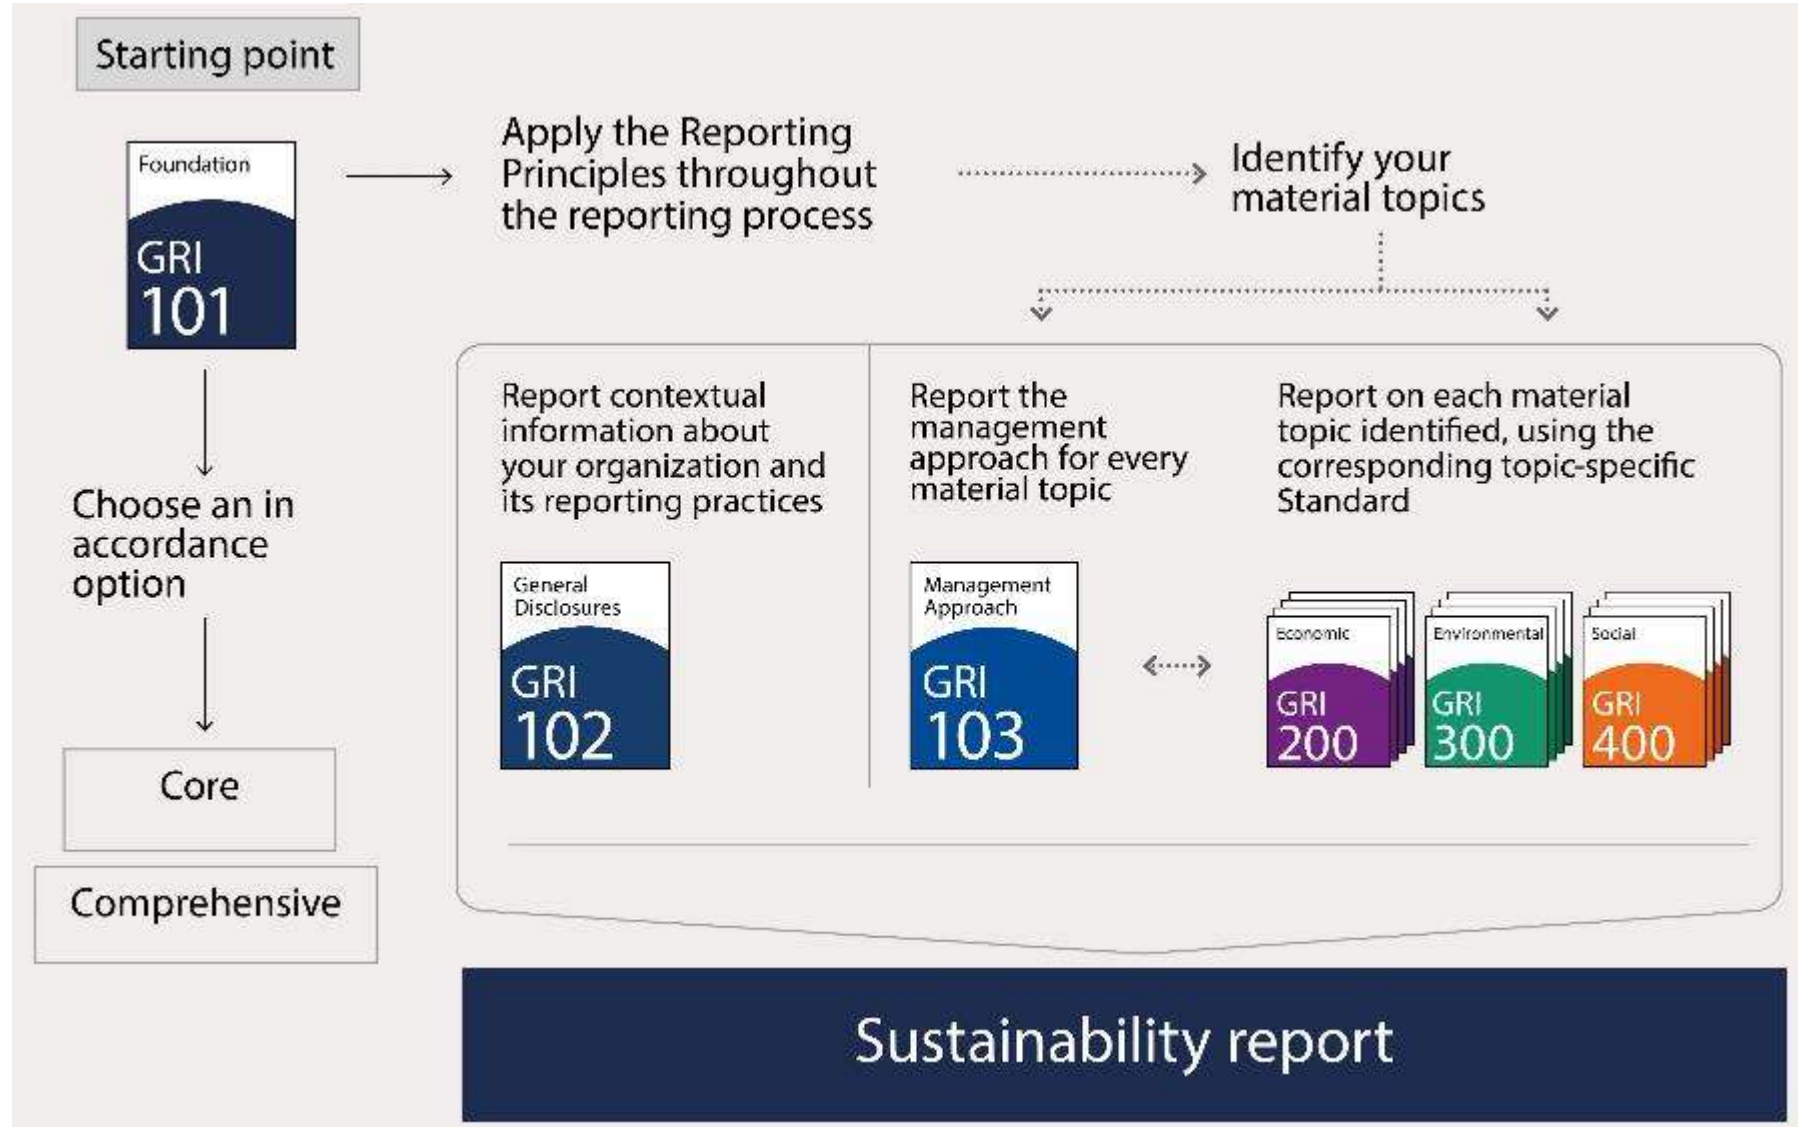 Starting point
Foundation
GRI
101
Apply the Reporting
Principles throughout
the reporting process
Identify your
material topics
Choose an in
accordance
option
Core
Comprehensive
Report contextual
information about
your organization and
its reporting practices
General
Disclosures
GRI
102
Report the
management
approach for every
material topic
Management
Approach
GRI
103
Report on each material
topic identified, using the
corresponding topic-specific
Standard
Economic
GRI
200
Environmental
GRI
300
Social
GRI
400
Sustainability report